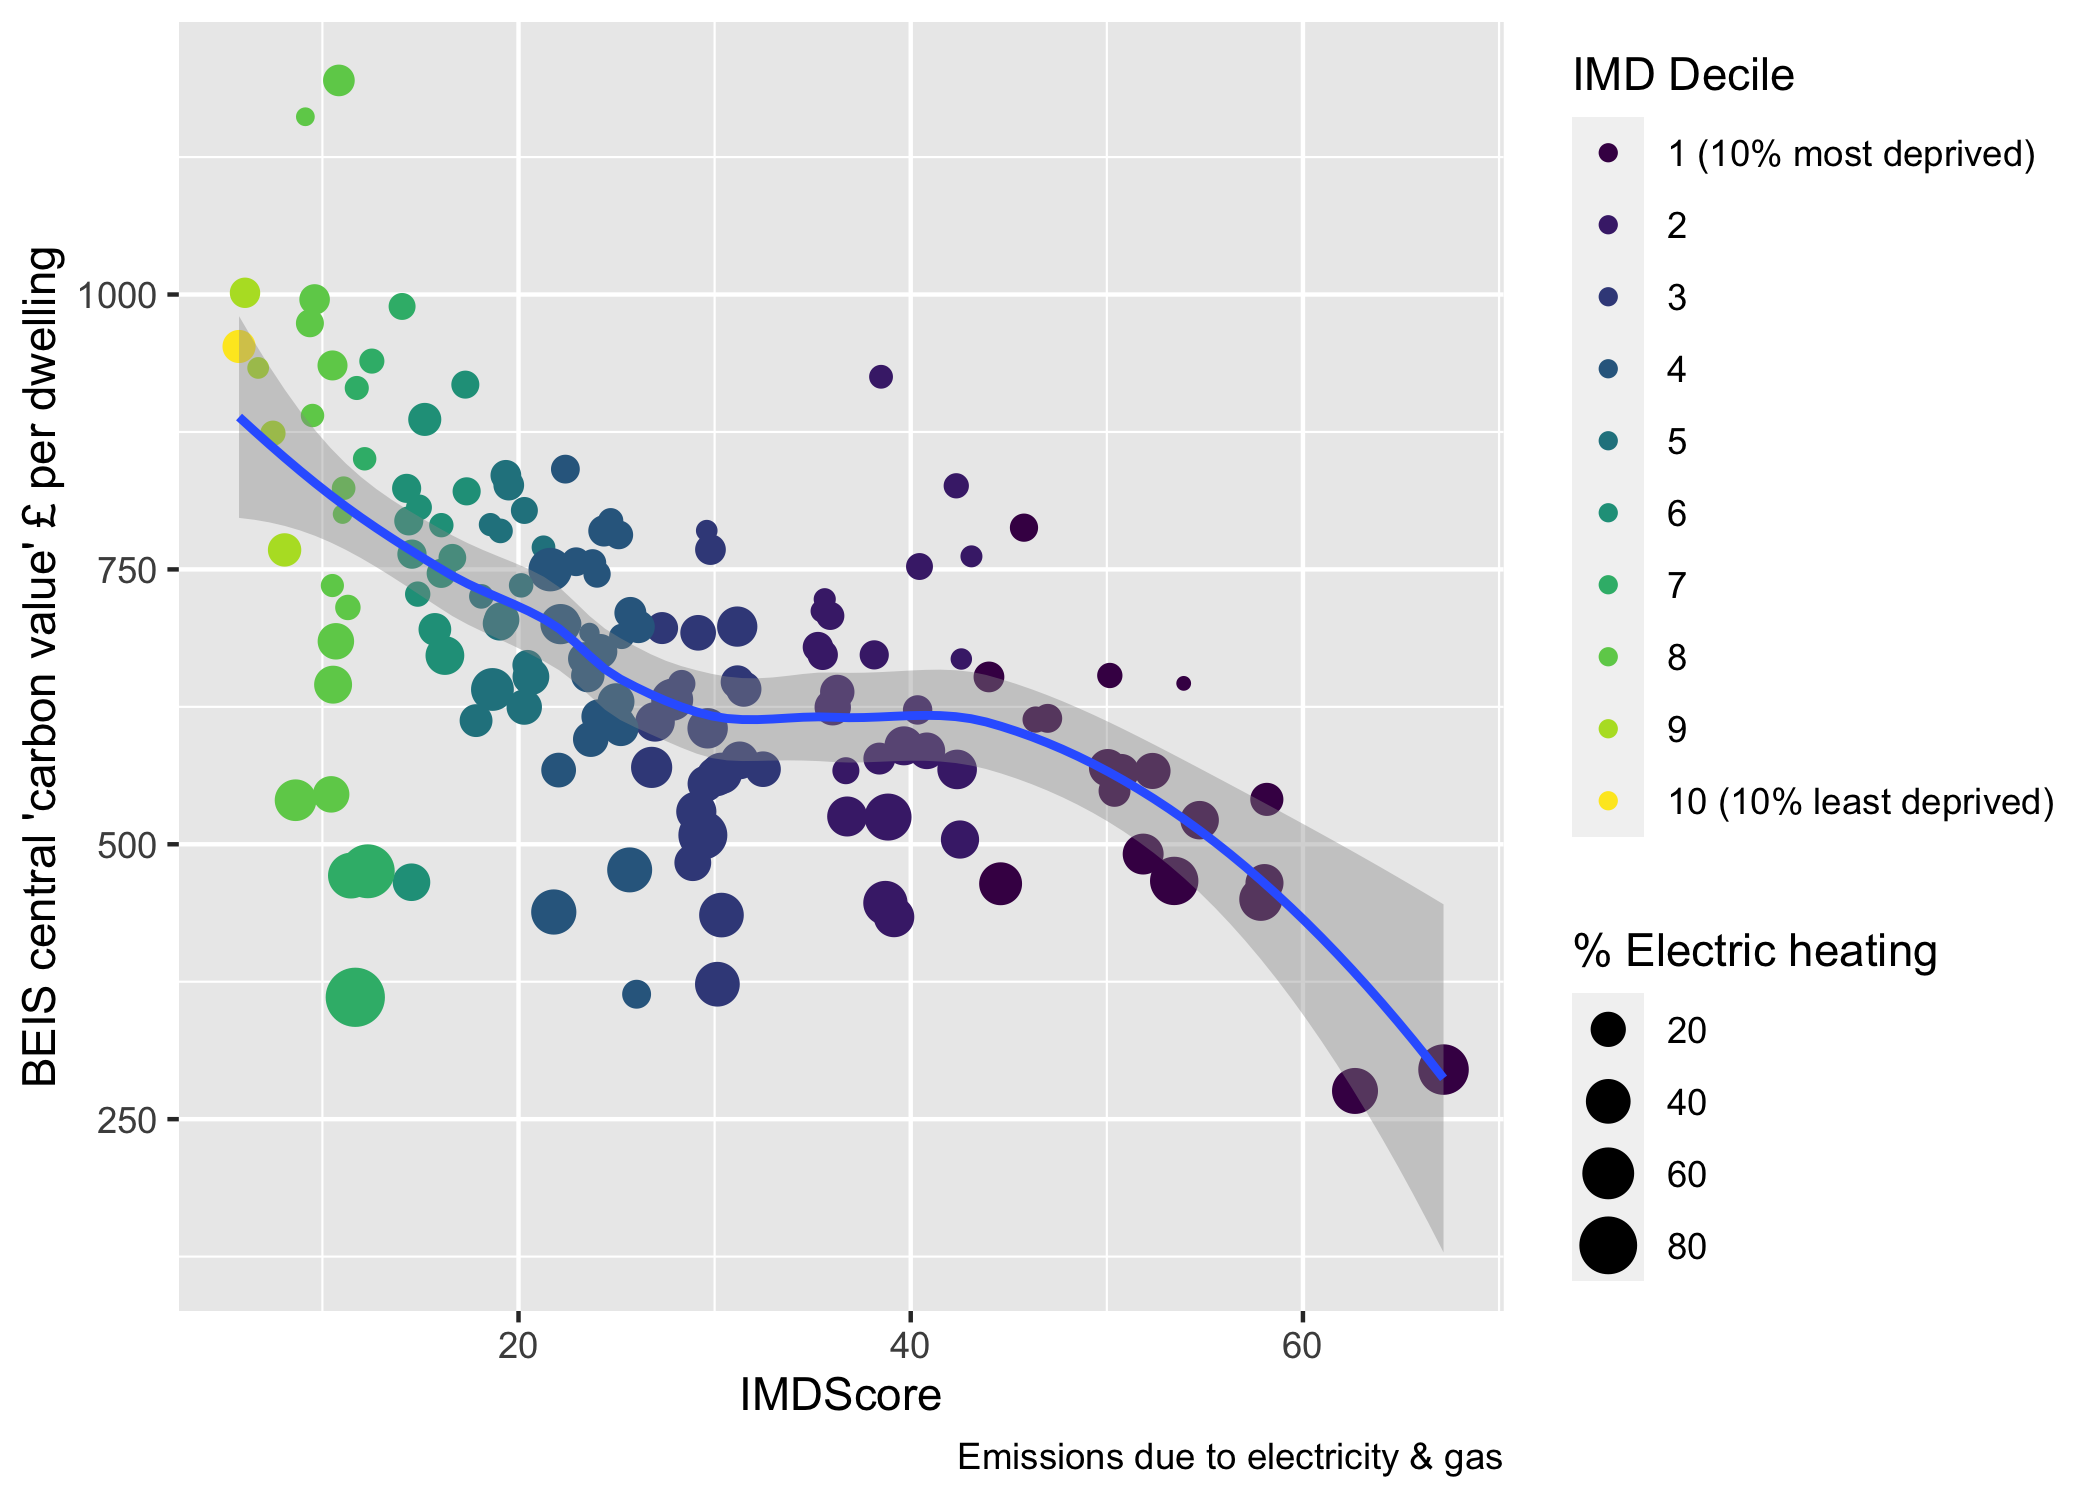 BEIS central 'carbon value' £ per dwelling
1000
750
500
250
20
40
60
IMDScore
Emissions due to electricity & gas
IMD Decile
1 (10% most deprived)
2
3
4
5
6
7
8
9
10 (10% least deprived)
% Electric heating
20
40
60
80